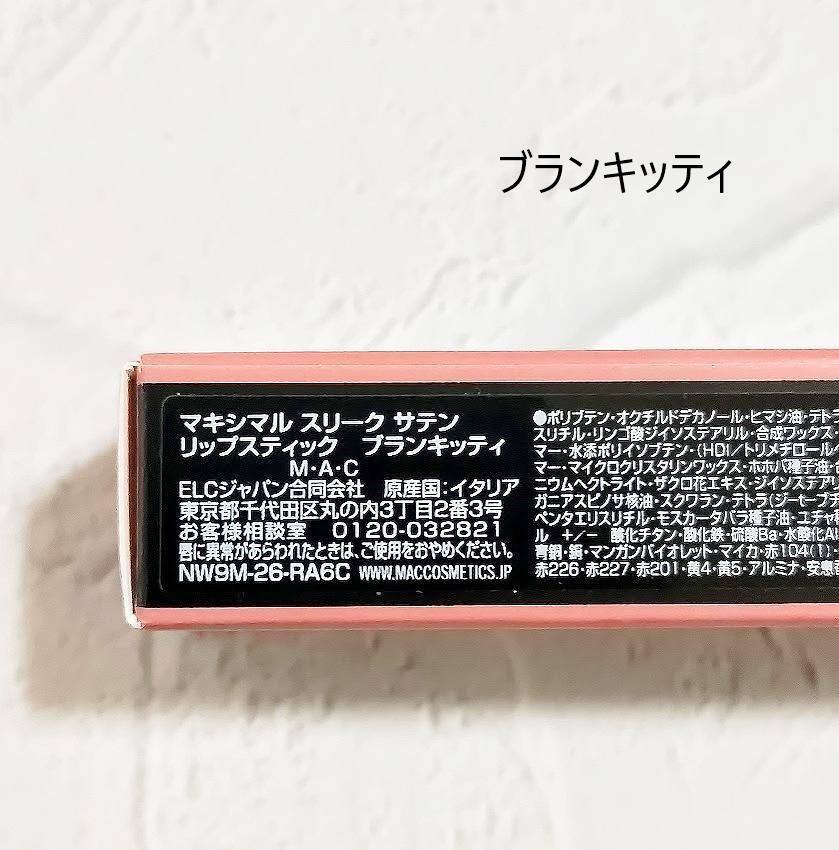 ブランキッティ
マキシマル スリーク サテン
リップスティック ブランキッティ
M・A・C
ELCジャパン合同会社 原産国:イタリア
東京都千代田区丸の内3丁目2番3号
お客様相談室 0120-032821
唇に異常があらわれたときは、ご使用をおやめください。
NW9M-26-RA6C WWW.MACCOSMETICS.JP
●ポリブテン・オクチルドデカノール・ヒマシ油・テトラ
スリチル・リンゴ酸ジイソステアリル・合成ワックス・
マー・水添ポリイソブテン・(HDI/トリメチロール
マー・マイクロクリスタリンワックス・ホホバ種子油・
ニウムヘクトライト・ザクロ花エキス・ジイソステアリ
ガニアスピノサ核油・スクワラン・テトラ(ジ-t-ブチ
ペンタエリスリチル・モスカータバラ種子油・ユチャ種
ル +/- 酸化チタン・酸化鉄・硫酸Ba・水酸化Al
青銅・銅・マンガンバイオレット・マイカ・赤104(1)・
赤226・赤227・赤201・黄4・黄5・アルミナ・安息香